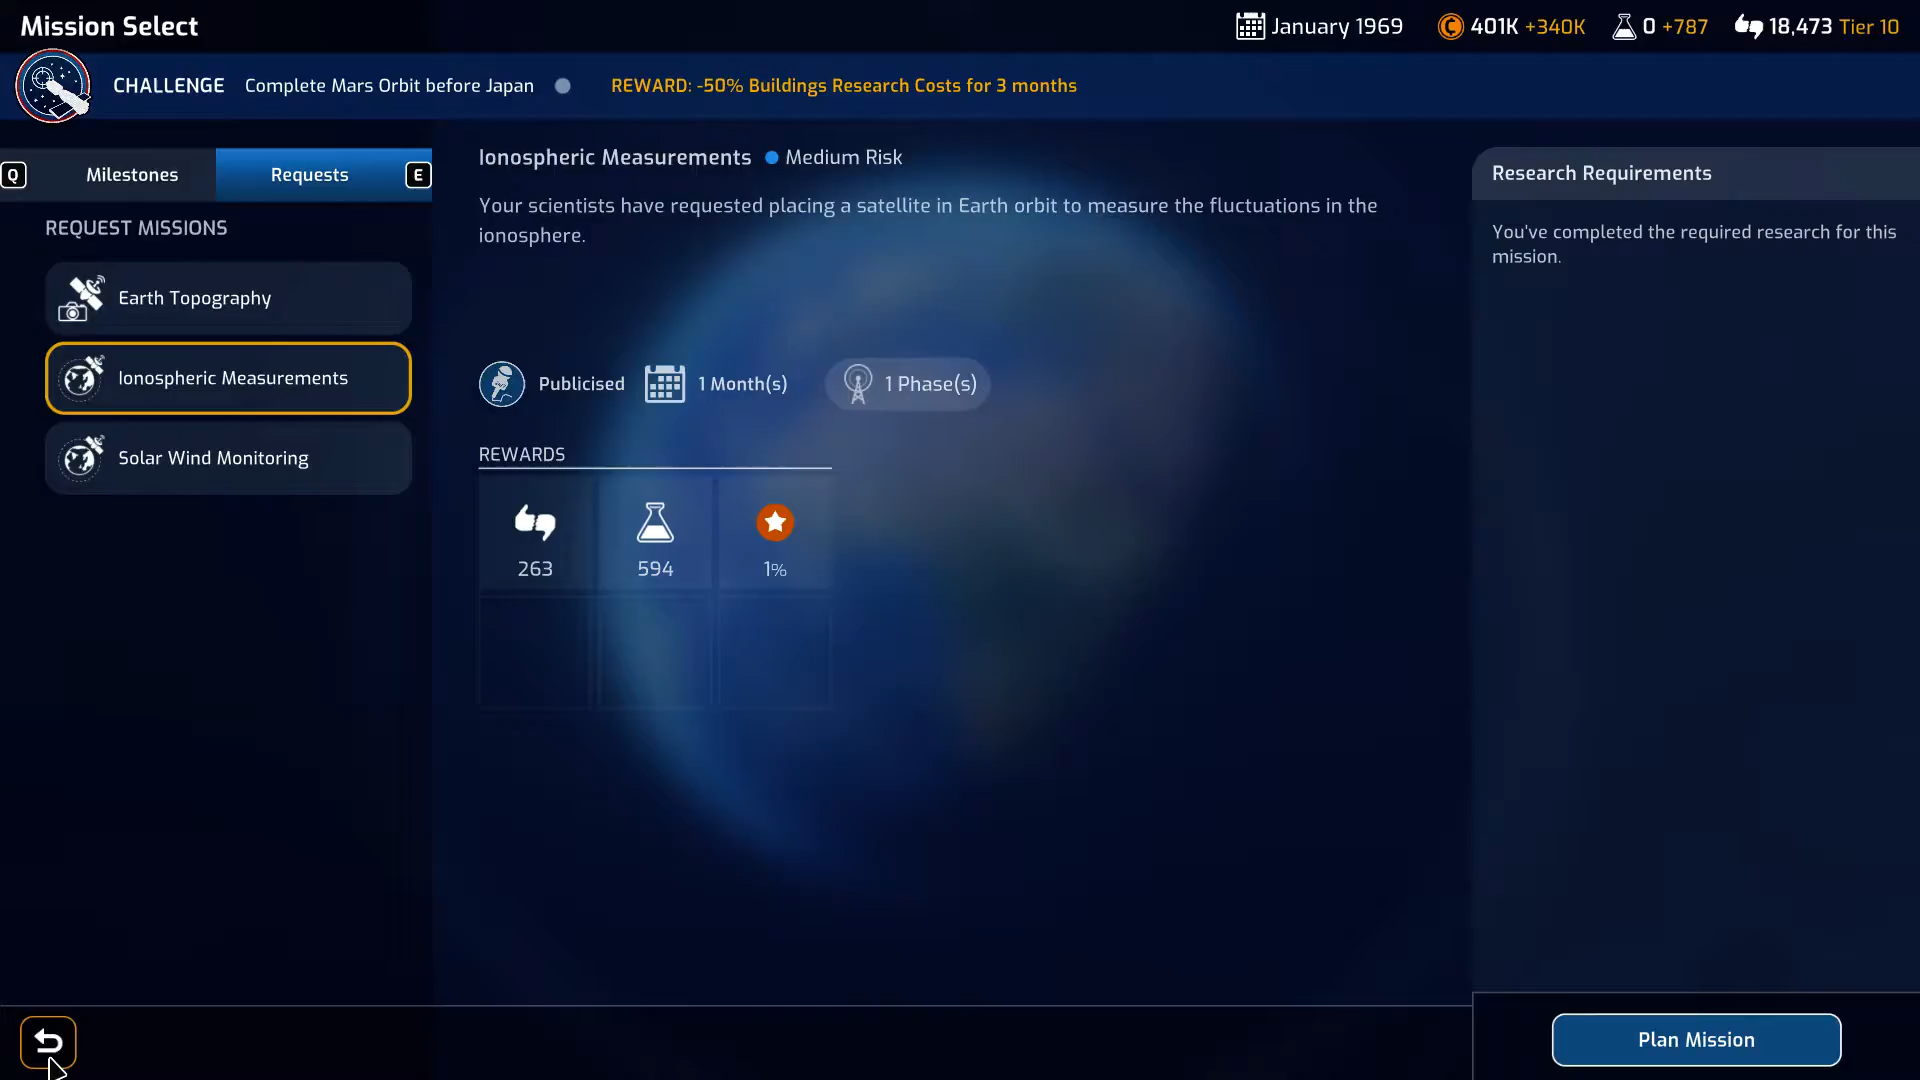 Mission Select
January 1969
401K +340K
0 +787
18,473 Tier 10
CHALLENGE Complete Mars Orbit before Japan
REWARD: -50% Buildings Research Costs for 3 months
Q
Milestones
Requests
E
REQUEST MISSIONS
Earth Topography
Ionospheric Measurements
Solar Wind Monitoring
Ionospheric Measurements Medium Risk
Your scientists have requested placing a satellite in Earth orbit to measure the fluctuations in the
ionosphere.
Publicised
1 Month(s)
1 Phase(s)
REWARDS
263
594
1%
Research Requirements
You've completed the required research for this
mission.
Plan Mission